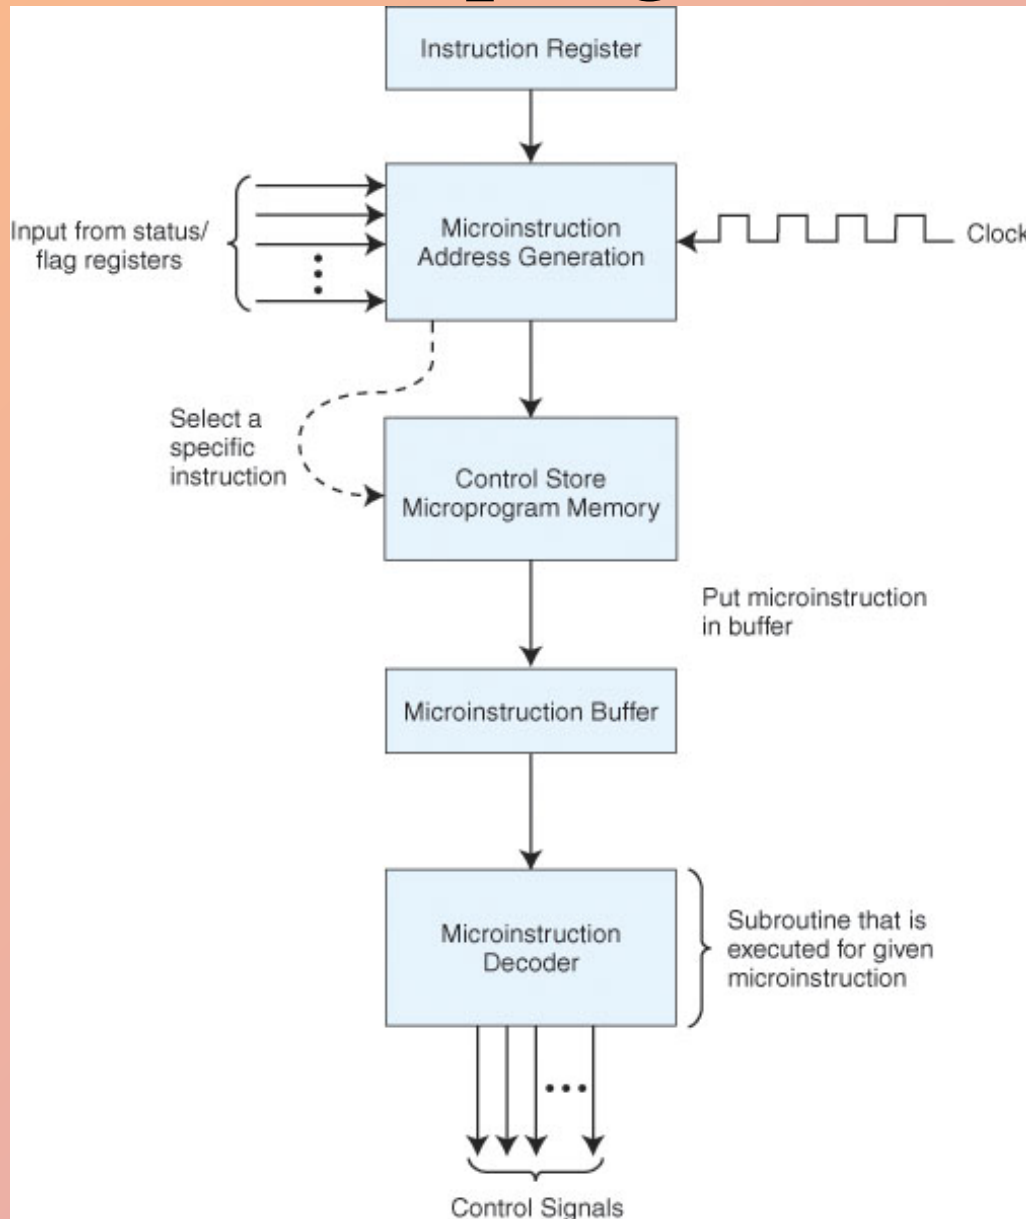 Instruction Register
Input from status/
flag registers
Microinstruction
Address Generation
Clock
Select a
specific
instruction
Control Store
Microprogram Memory
Put microinstruction
in buffer
Microinstruction Buffer
Microinstruction
Decoder
Subroutine that is
executed for given
microinstruction
Control Signals